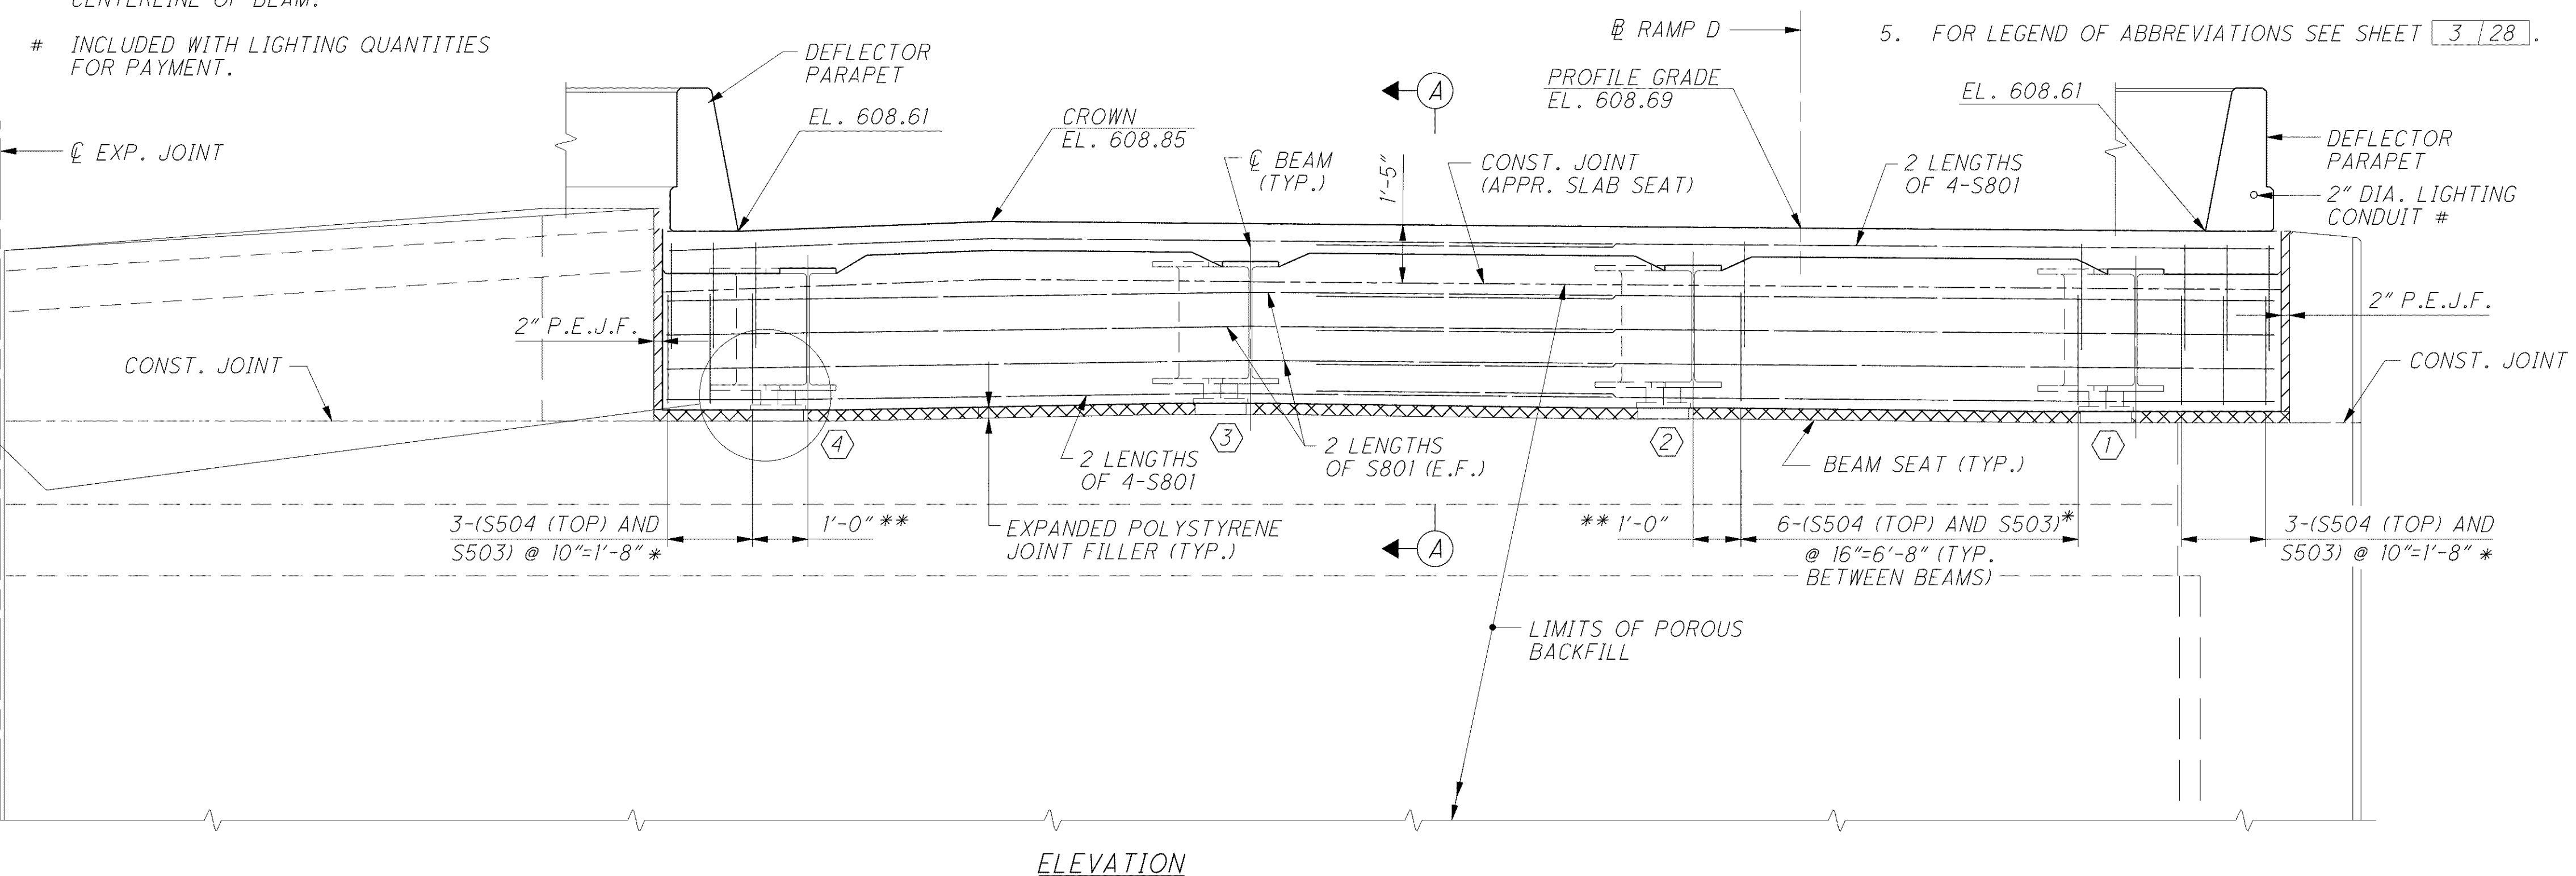 CENTERLINE OF BEAM.
# INCLUDED WITH LIGHTING QUANTITIES
FOR PAYMENT.
DEFLECTOR
PARAPET
℄ EXP. JOINT
EL. 608.61
CROWN
EL. 608.85
℄ BEAM
(TYP.)
A
1'-5"
CONST. JOINT
(APPR. SLAB SEAT)
PROFILE GRADE
EL. 608.69
RAMP D
2 LENGTHS
OF 4-S801
5. FOR LEGEND OF ABBREVIATIONS SEE SHEET 3 / 28 .
EL. 608.61
DEFLECTOR
PARAPET
2" DIA. LIGHTING
CONDUIT #
2" P.E.J.F.
CONST. JOINT
2" P.E.J.F.
CONST. JOINT
4
3
2
1
2 LENGTHS
OF 4-S801
2 LENGTHS
OF S801 (E.F.)
BEAM SEAT (TYP.)
3-(S504 (TOP) AND
S503) @ 10"=1'-8" *
1'-0" **
EXPANDED POLYSTYRENE
JOINT FILLER (TYP.)
A
** 1'-0"
6-(S504 (TOP) AND S503)*
@ 16"=6'-8" (TYP.
BETWEEN BEAMS)
3-(S504 (TOP) AND
S503) @ 10"=1'-8" *
LIMITS OF POROUS
BACKFILL
ELEVATION